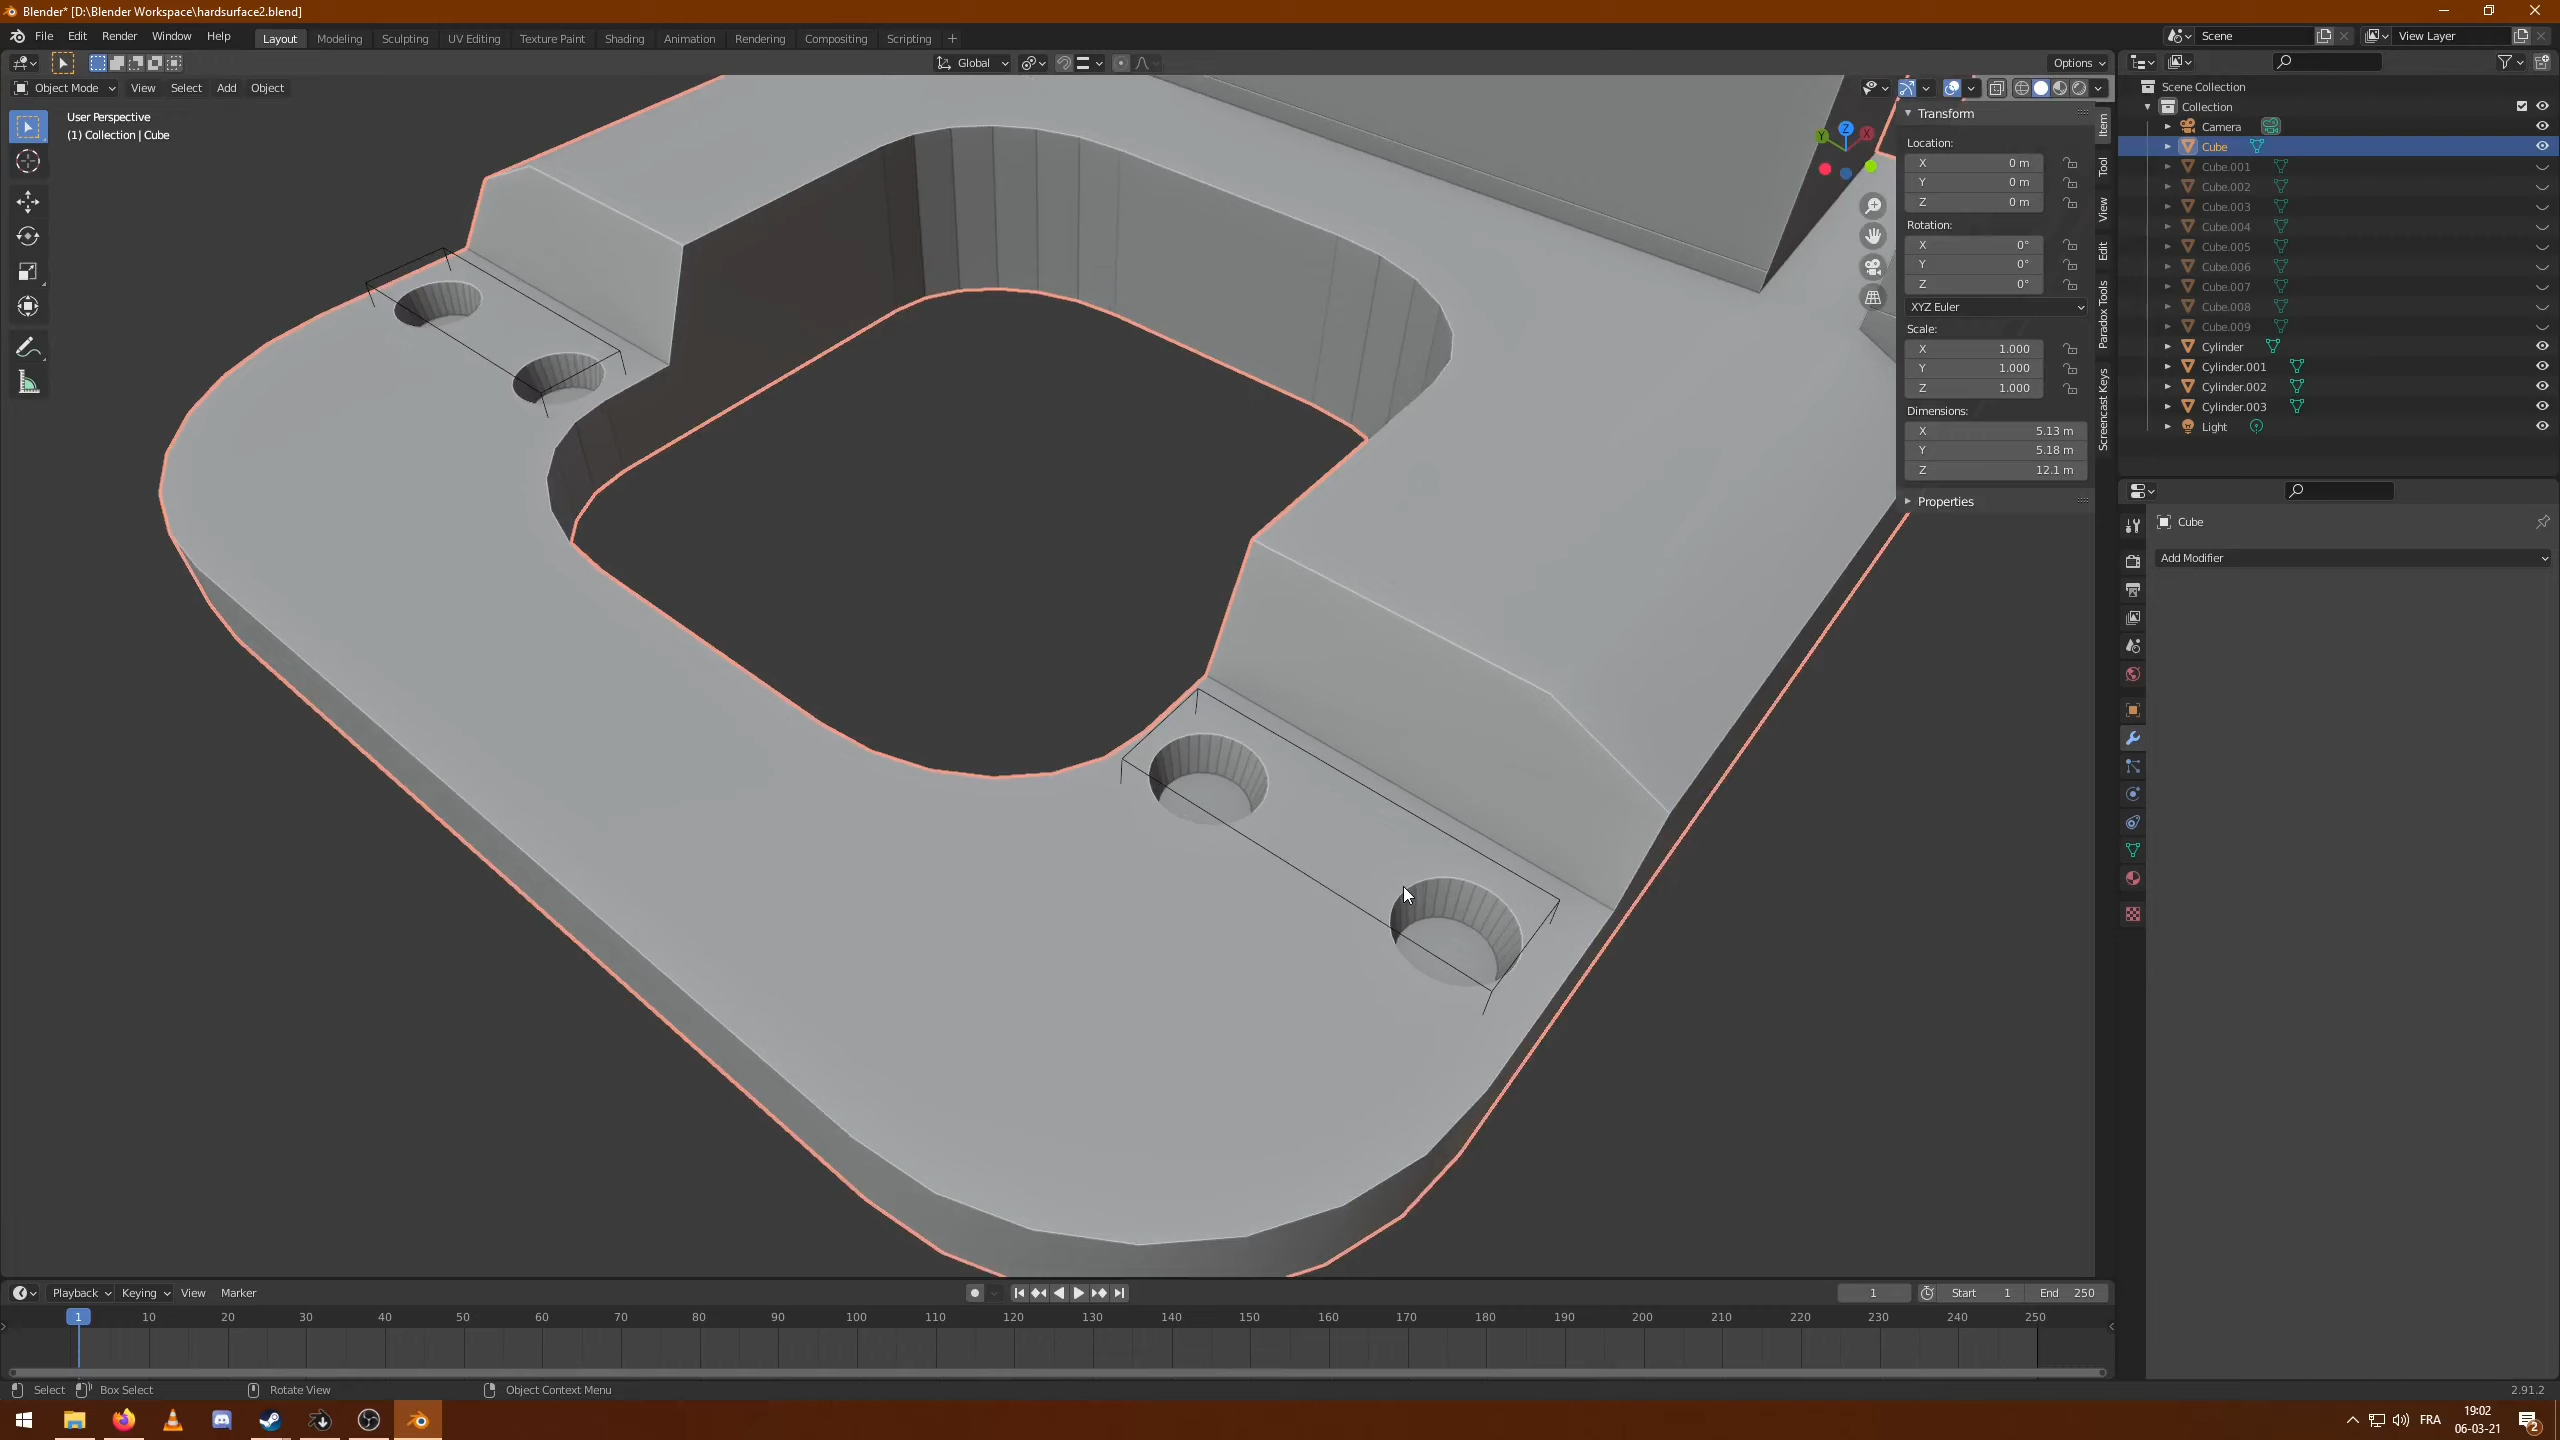 Blender* [D:\Blender Workspace\hardsurface2.blend]
File Edit Render Window Help Layout Modeling Sculpting UV Editing Texture Paint Shading Animation Rendering Compositing Scripting + Scene View Layer
Global Options
Object Mode View Select Add Object
User Perspective
(1) Collection | Cube
Z
Y
X
Transform
Location:
X 0 m
Y 0 m
Z 0 m
Rotation:
X 0°
Y 0°
Z 0°
XYZ Euler
Scale:
X 1.000
Y 1.000
Z 1.000
Dimensions:
X 5.13 m
Y 5.18 m
Z 12.1 m
Properties
Item
Tool
View
Edit
Paradox Tools
Screencast Keys
Scene Collection
Collection
Camera
Cube
Cube.001
Cube.002
Cube.003
Cube.004
Cube.005
Cube.006
Cube.007
Cube.008
Cube.009
Cylinder
Cylinder.001
Cylinder.002
Cylinder.003
Light
Cube
Add Modifier
Playback Keying View Marker 1 Start 1 End 250
1 10 20 30 40 50 60 70 80 90 100 110 120 130 140 150 160 170 180 190 200 210 220 230 240 250
Select Box Select Rotate View Object Context Menu 2.91.2
FRA
19:02
06-03-21
2